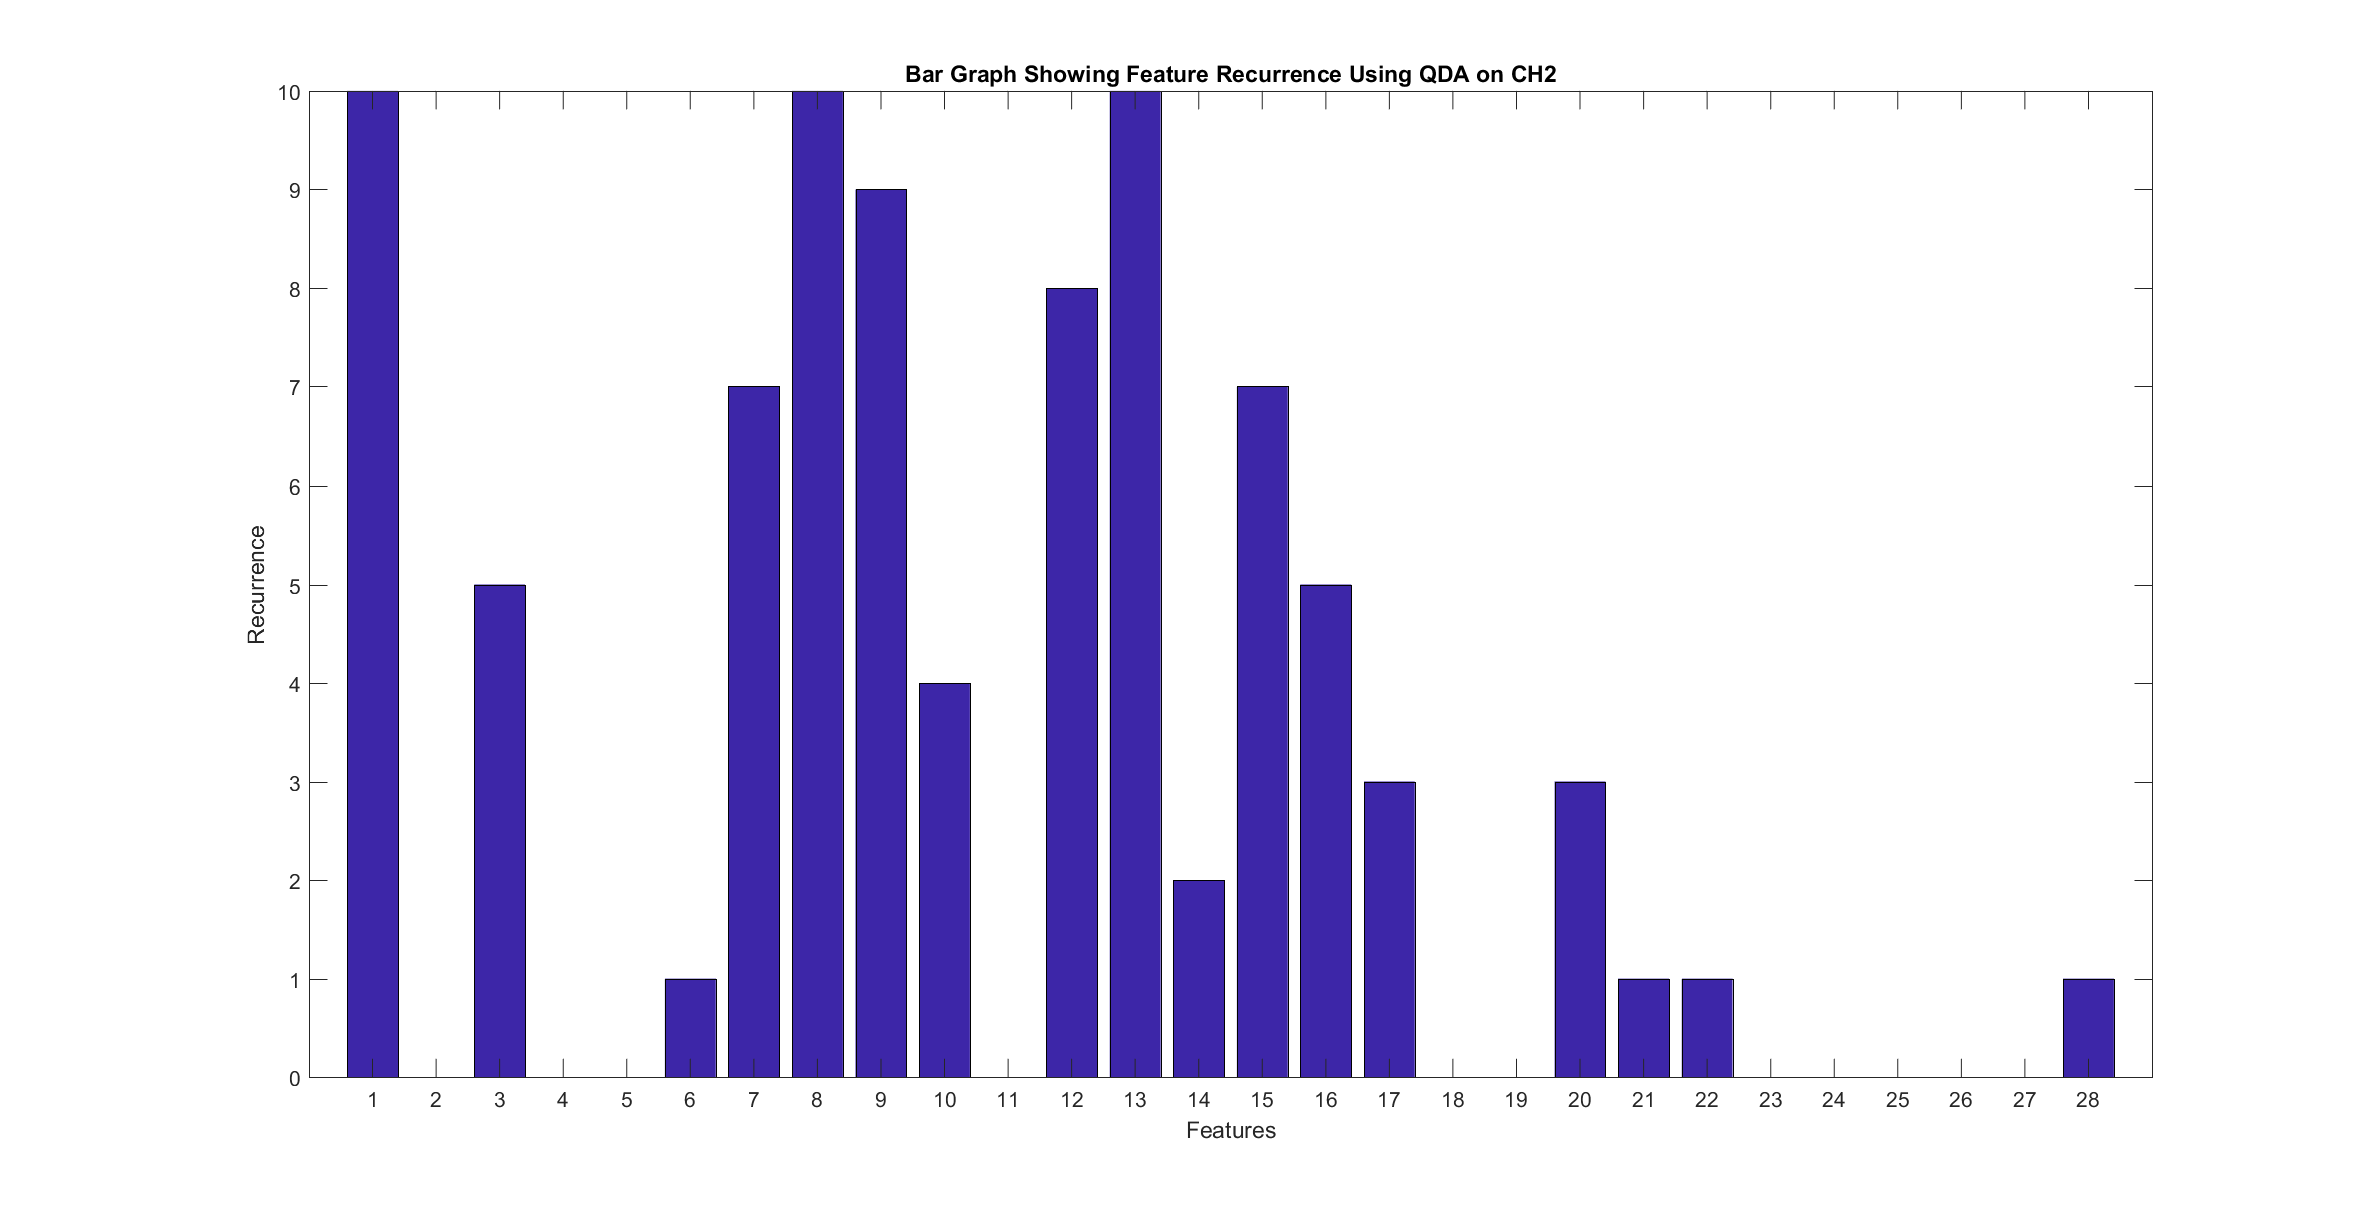 Bar Graph Showing Feature Recurrence Using QDA on CH2
10
9
8
7
6
5
4
3
2
1
0
Recurrence
1 2 3 4 5 6 7 8 9 10 11 12 13 14 15 16 17 18 19 20 21 22 23 24 25 26 27 28
Features